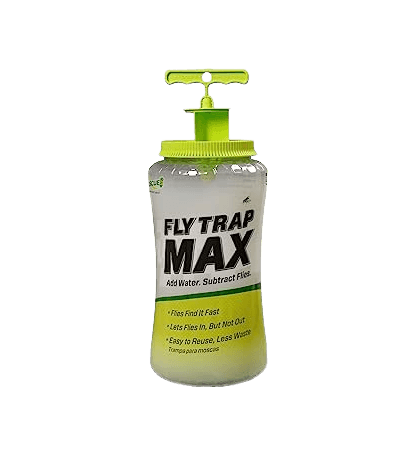 FLY TRAP
MAX
Add Water. Subtract Flies.
• Flies Find It Fast
• Lets Flies In, But Not Out
• Easy to Reuse, Less Waste
Trampa para moscas